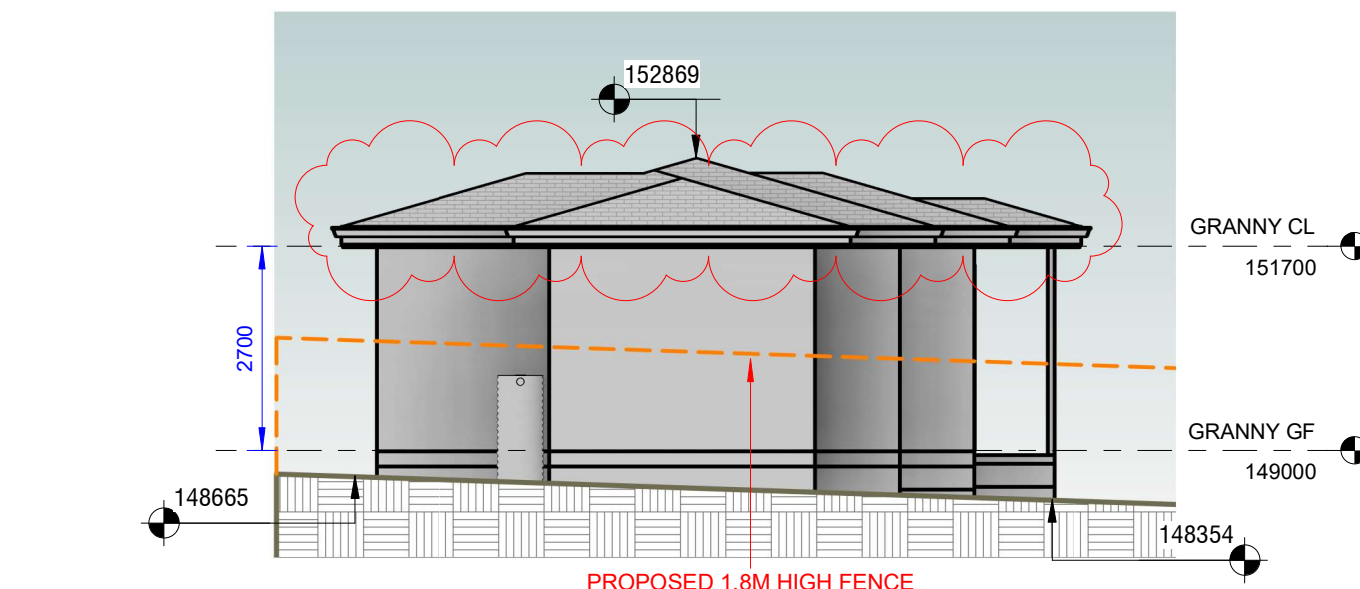 152869
GRANNY CL
151700
2700
GRANNY GF
149000
148665
148354
PROPOSED 1.8M HIGH FENCE